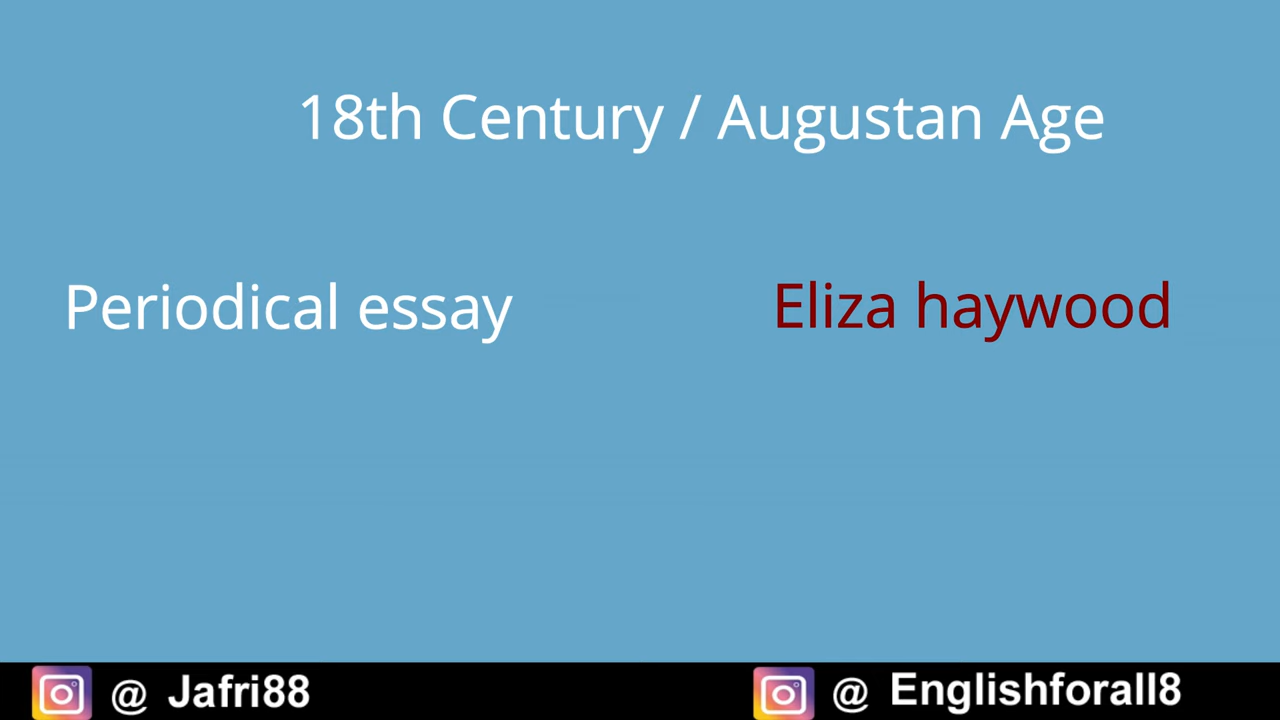 18th Century / Augustan Age
Periodical essay
Eliza haywood
@ Jafri88
@ Englishforall8